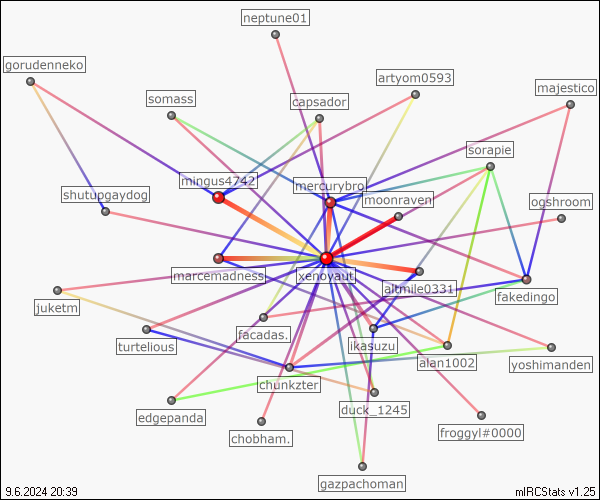 neptune01
gorudenneko
artyom0593
majestico
somass
capsador
sorapie
mingus4742
mercurybro
moonraven
shutupgaydog
ogshroom
marcemadness
xenoyaut
altmile0331
fakedingo
juketm
facadas.
turtelious
ikasuzu
alan1002
yoshimanden
chunkzter
edgepanda
duck_1245
chobham.
froggyl#0000
gazpachoman
9.6.2024 20:39
mIRCStats v1.25